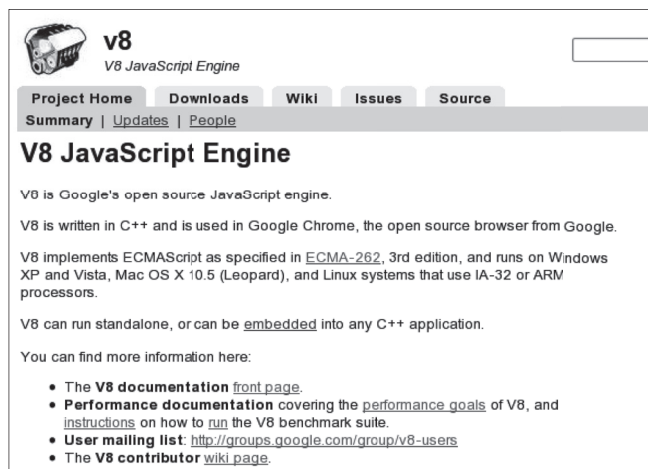 v8
V8 JavaScript Engine
Project Home Downloads Wiki Issues Source
Summary | Updates | People
V8 JavaScript Engine
V8 is Google's open source JavaScript engine.
V8 is written in C++ and is used in Google Chrome, the open source browser from Google.
V8 implements ECMAScript as specified in ECMA-262, 3rd edition, and runs on Windows
XP and Vista, Mac OS X 10.5 (Leopard), and Linux systems that use IA-32 or ARM
processors.
V8 can run standalone, or can be embedded into any C++ application.
You can find more information here:
• The V8 documentation front page.
• Performance documentation covering the performance goals of V8, and
instructions on how to run the V8 benchmark suite.
• User mailing list: http://groups.google.com/group/v8-users
• The V8 contributor wiki page.